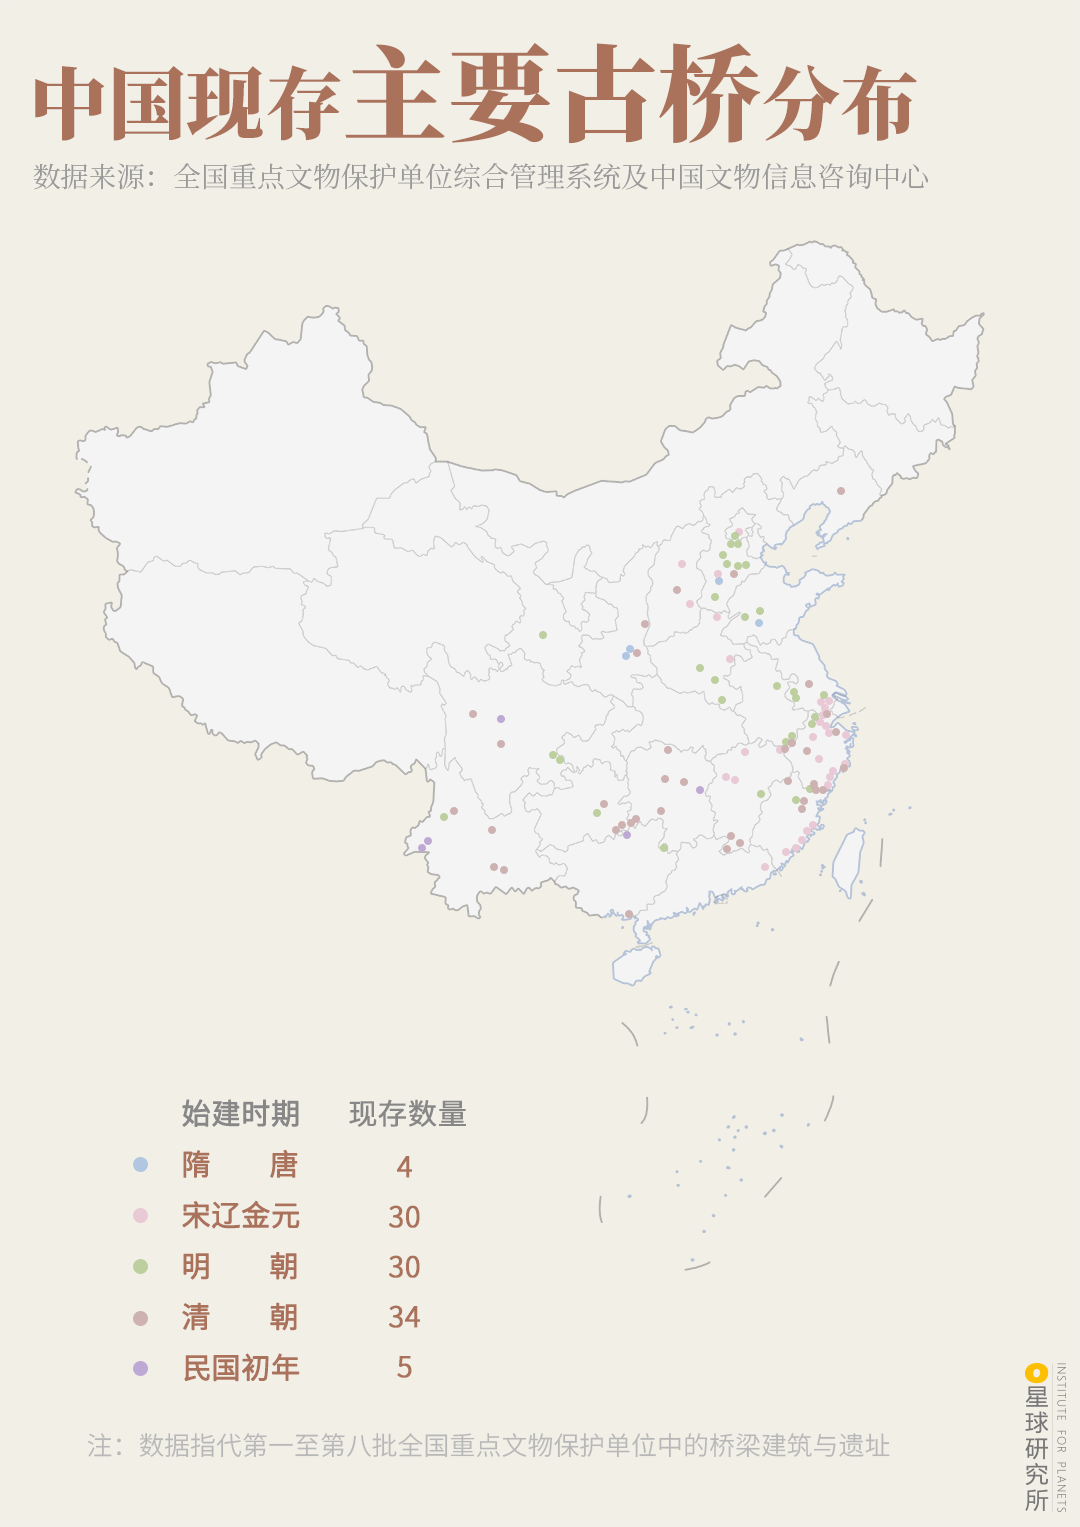 中国现存主要古桥分布
数据来源：全国重点文物保护单位综合管理系统及中国文物信息咨询中心
始建时期 现存数量
隋 唐 4
宋辽金元 30
明 朝 30
清 朝 34
民国初年 5
注：数据指代第一至第八批全国重点文物保护单位中的桥梁建筑与遗址
星球研究所
INSTITUTE FOR PLANETS